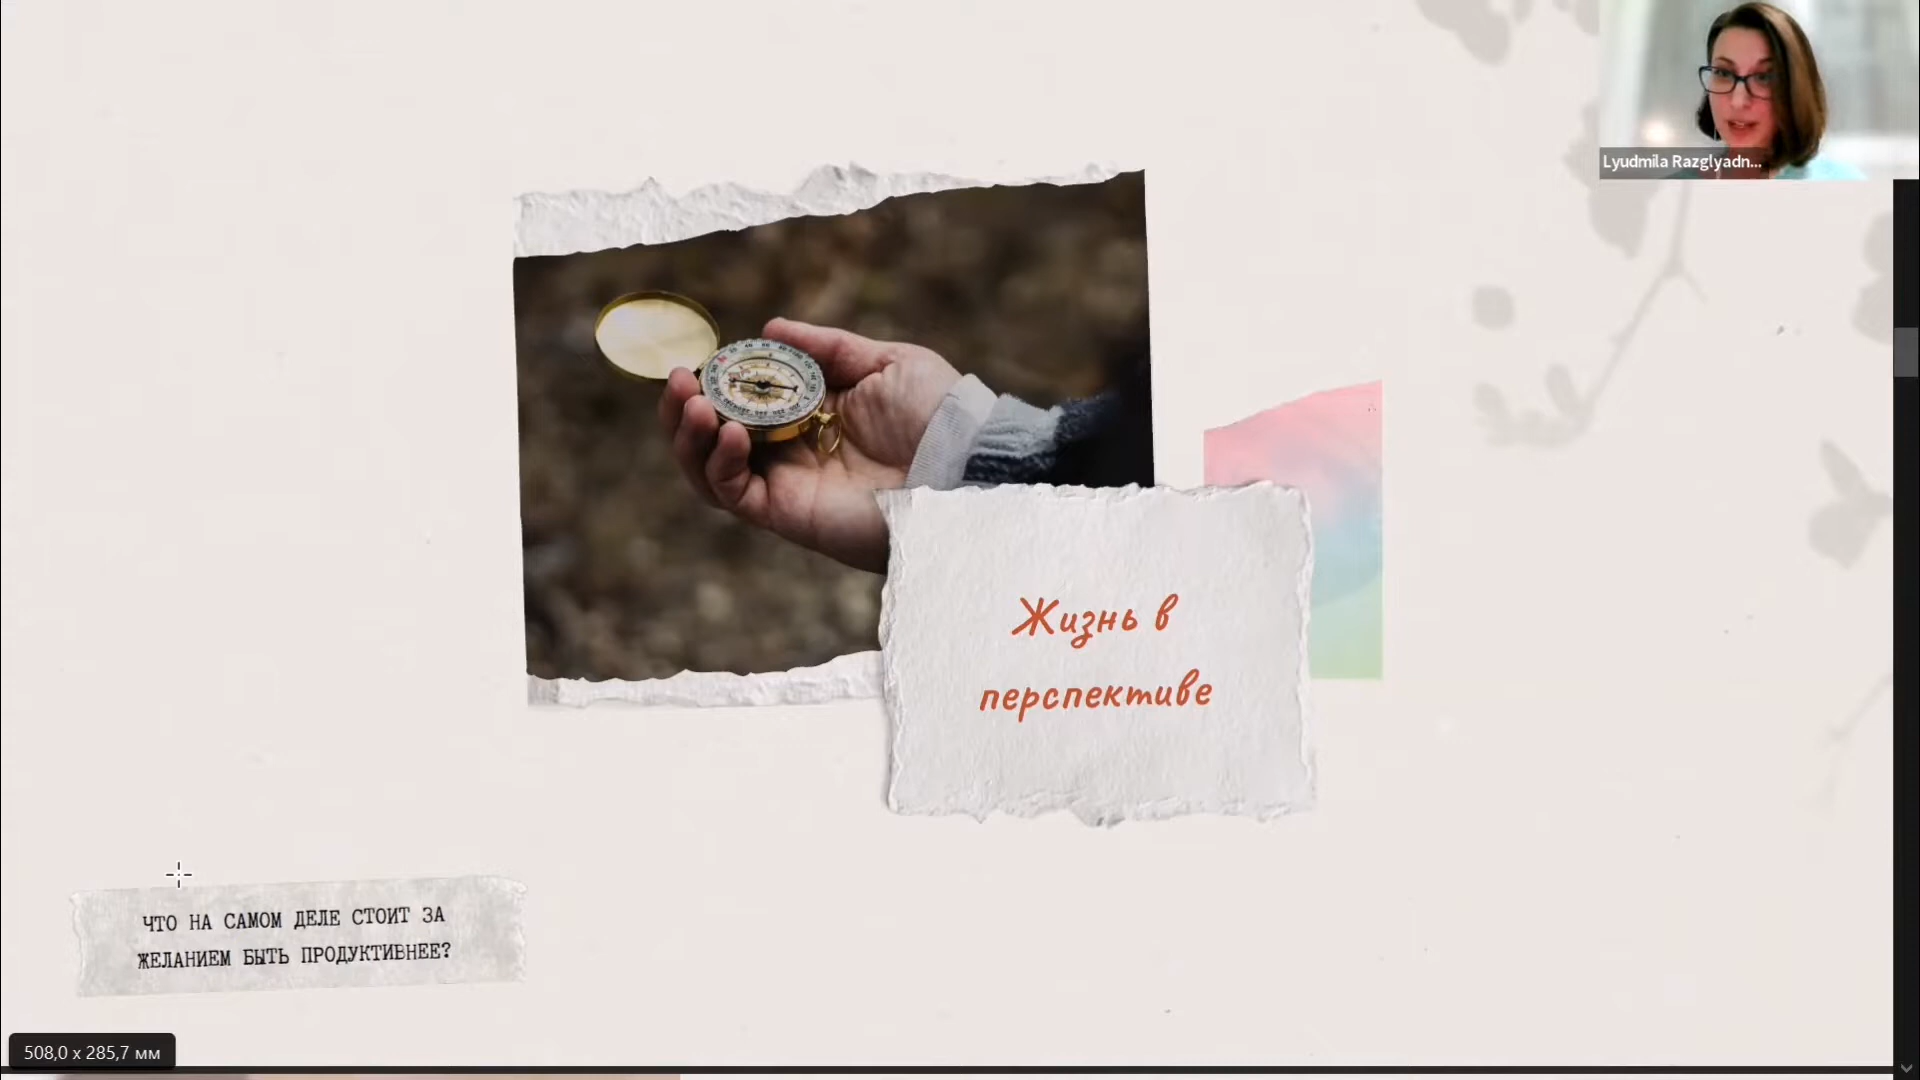 Lyudmila Razglyadn...
Жизнь в
перспективе
ЧТО НА САМОМ ДЕЛЕ СТОИТ ЗА
ЖЕЛАНИЕМ БЫТЬ ПРОДУКТИВНЕЕ?
508,0 x 285,7 мм